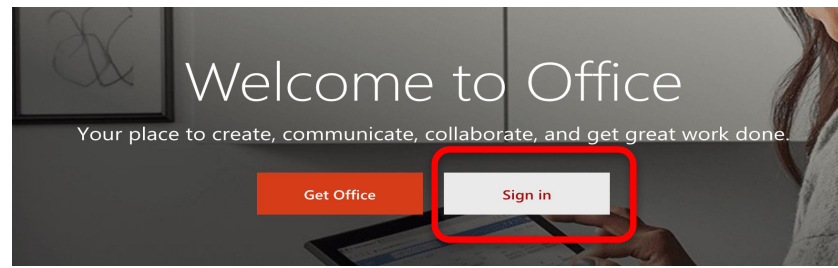 Welcome to Office
Your place to create, communicate, collaborate, and get great work done.
Get Office
Sign in